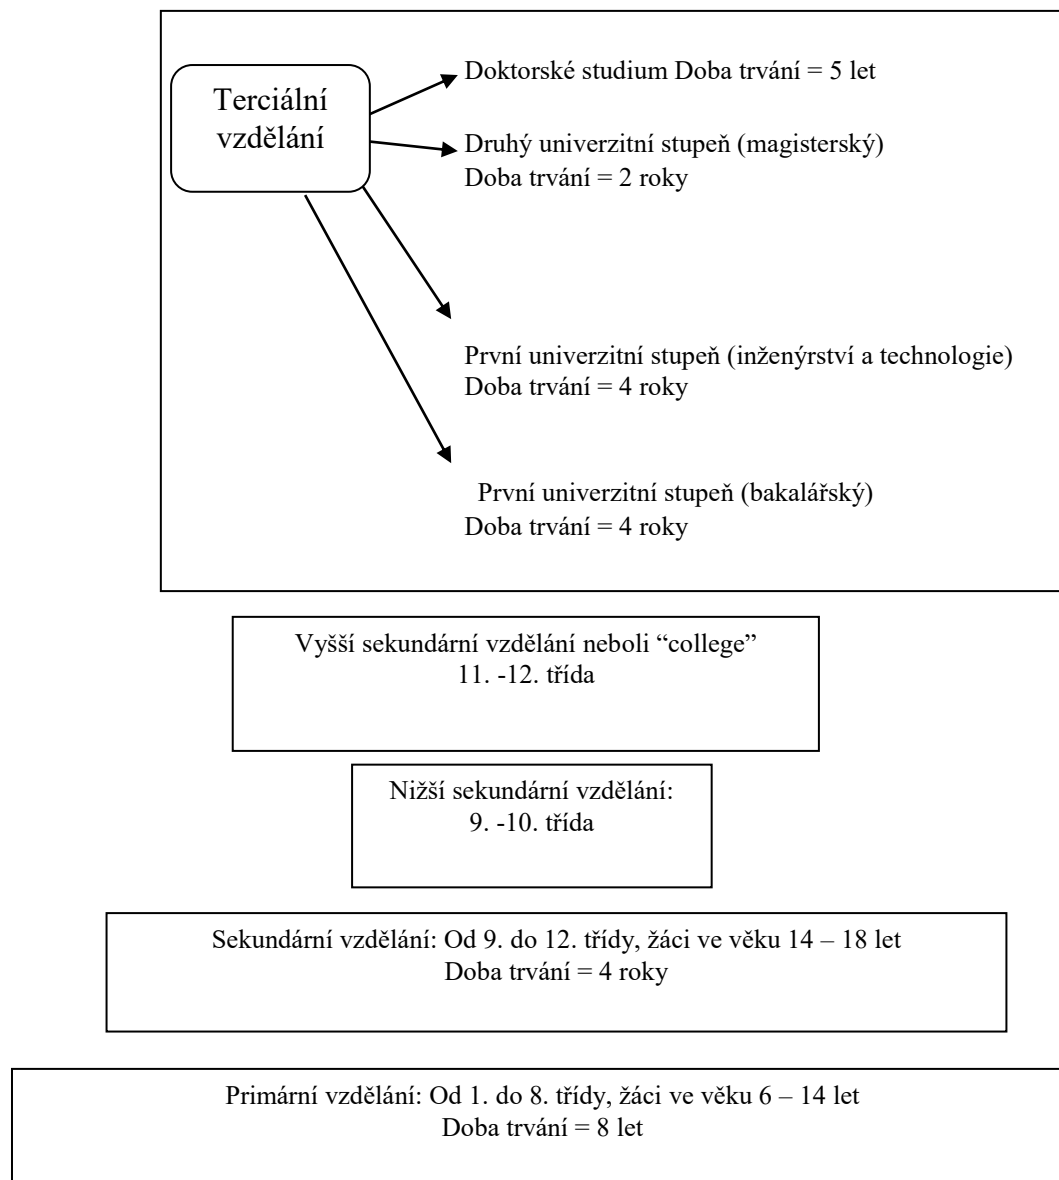 Terciální
vzdělání
Doktorské studium Doba trvání = 5 let
Druhý univerzitní stupeň (magisterský)
Doba trvání = 2 roky
První univerzitní stupeň (inženýrství a technologie)
Doba trvání = 4 roky
První univerzitní stupeň (bakalářský)
Doba trvání = 4 roky
Vyšší sekundární vzdělání neboli “college”
11. -12. třída
Nižší sekundární vzdělání:
9. -10. třída
Sekundární vzdělání: Od 9. do 12. třídy, žáci ve věku 14 – 18 let
Doba trvání = 4 roky
Primární vzdělání: Od 1. do 8. třídy, žáci ve věku 6 – 14 let
Doba trvání = 8 let